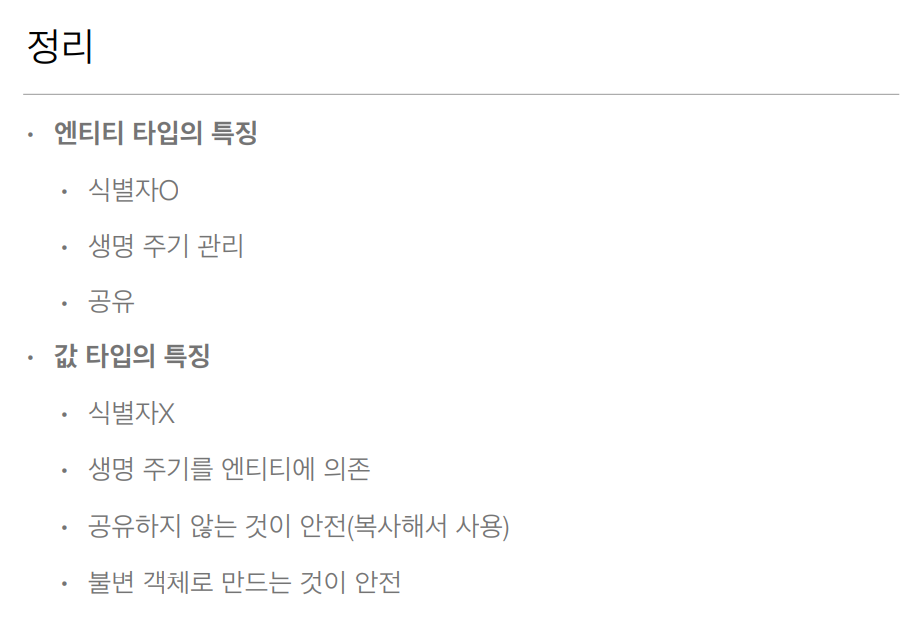 정리
• 엔티티 타입의 특징
• 식별자O
• 생명 주기 관리
• 공유
• 값 타입의 특징
• 식별자X
• 생명 주기를 엔티티에 의존
• 공유하지 않는 것이 안전(복사해서 사용)
• 불변 객체로 만드는 것이 안전